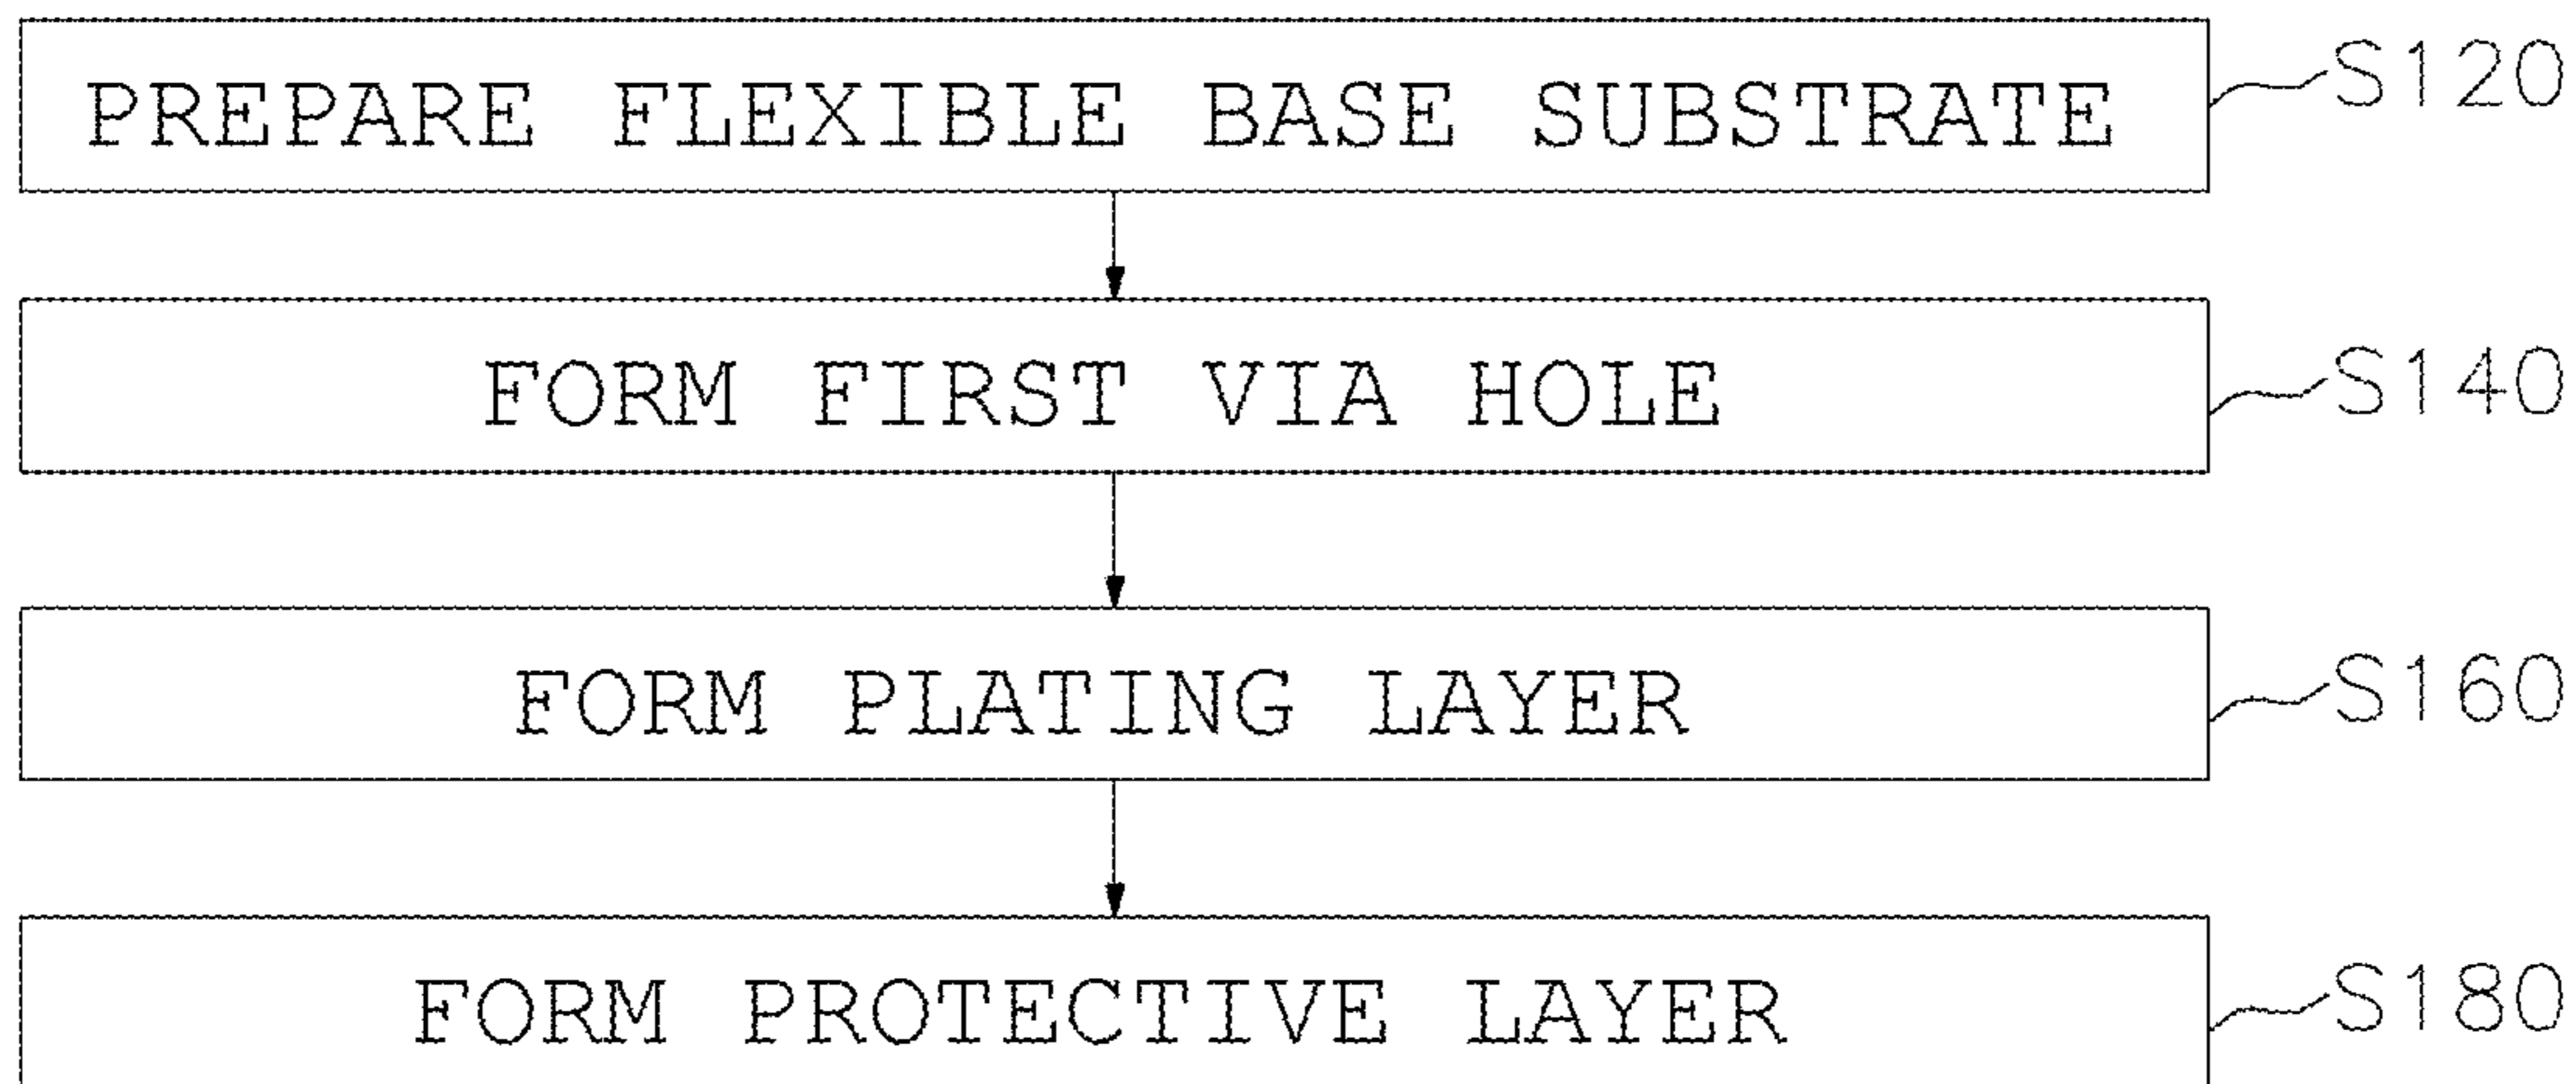 PREPARE FLEXIBLE BASE SUBSTRATE S120
FORM FIRST VIA HOLE S140
FORM PLATING LAYER S160
FORM PROTECTIVE LAYER S180